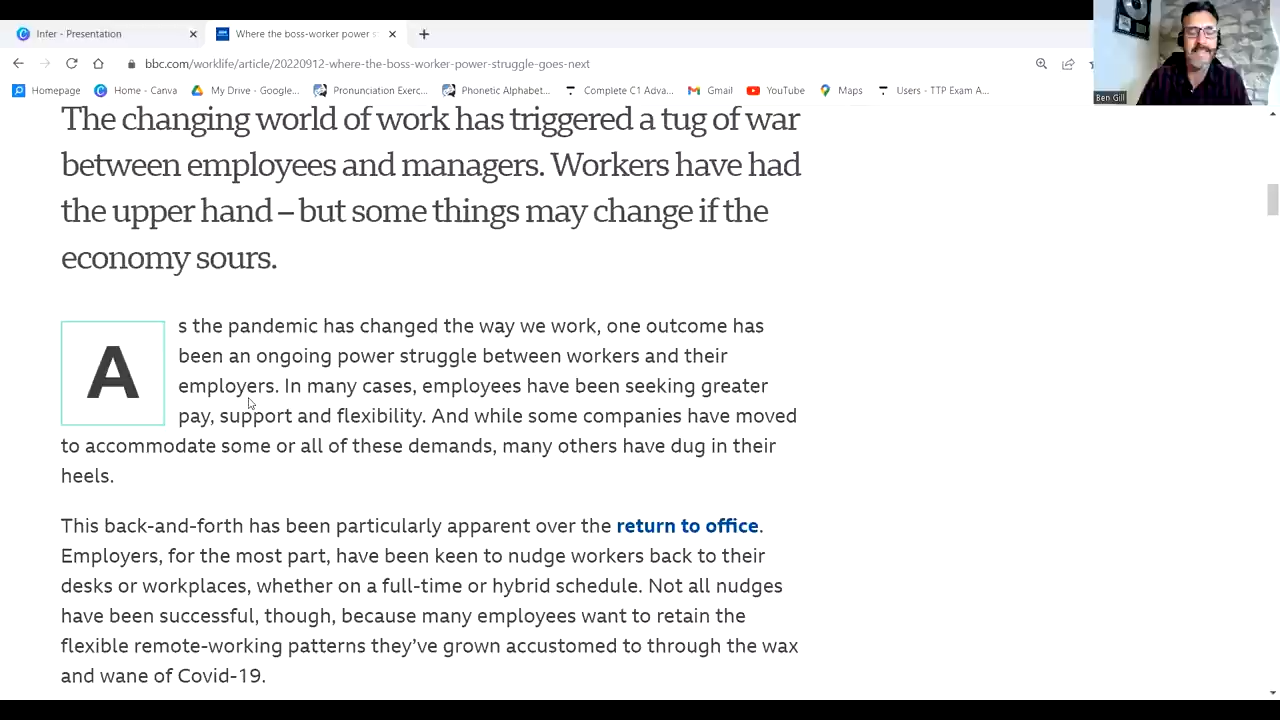 Infer - Presentation
Where the boss-worker power s
bbc.com/worklife/article/20220912-where-the-boss-worker-power-struggle-goes-next
Homepage
Home - Canva
My Drive - Google...
Pronunciation Exerc...
Phonetic Alphabet...
Complete C1 Adva...
Gmail
YouTube
Maps
Users - TTP Exam A...
Ben Gill
The changing world of work has triggered a tug of war
between employees and managers. Workers have had
the upper hand – but some things may change if the
economy sours.
As the pandemic has changed the way we work, one outcome has
been an ongoing power struggle between workers and their
employers. In many cases, employees have been seeking greater
pay, support and flexibility. And while some companies have moved
to accommodate some or all of these demands, many others have dug in their
heels.
This back-and-forth has been particularly apparent over the return to office.
Employers, for the most part, have been keen to nudge workers back to their
desks or workplaces, whether on a full-time or hybrid schedule. Not all nudges
have been successful, though, because many employees want to retain the
flexible remote-working patterns they’ve grown accustomed to through the wax
and wane of Covid-19.